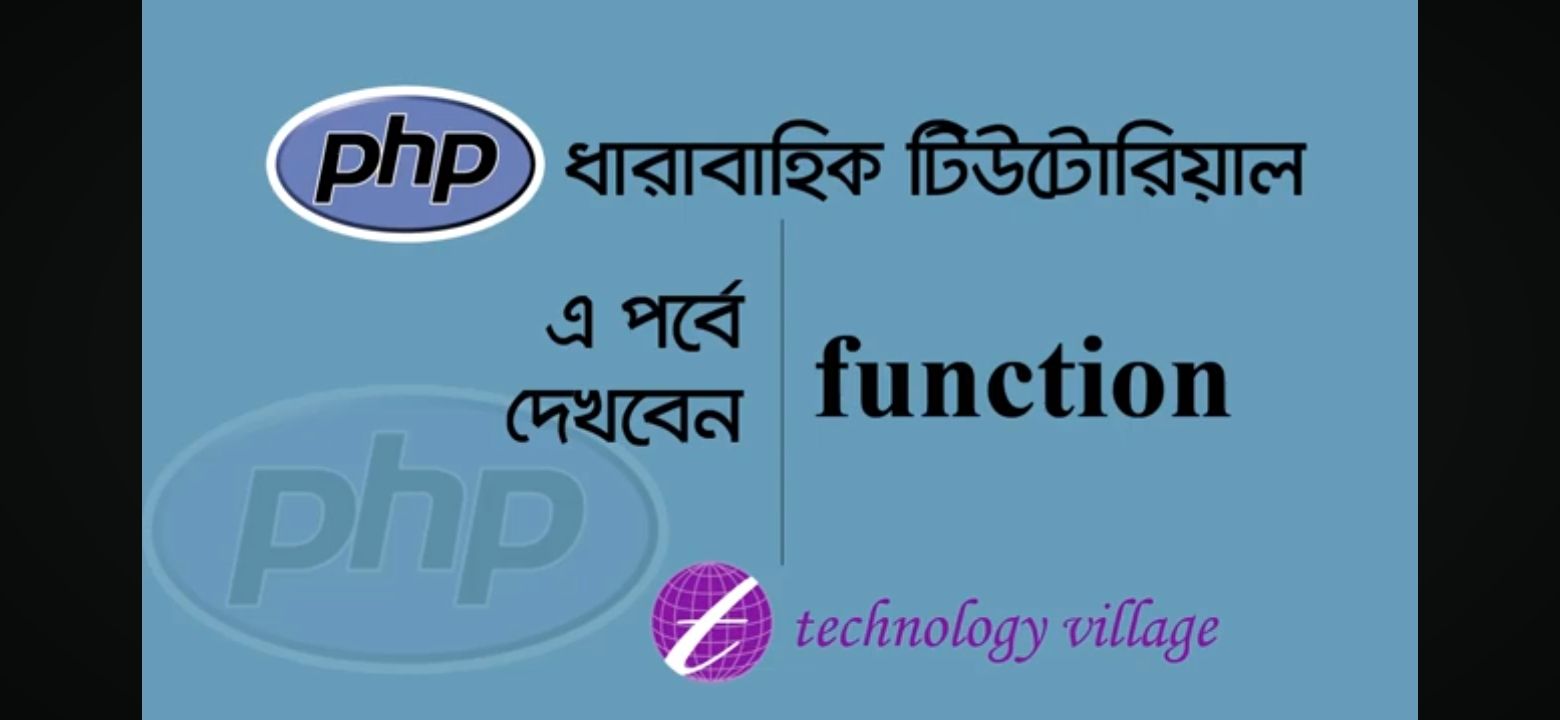 php ধারাবাহিক টিউটোরিয়াল
এ পর্বে
দেখবেন
function
php
t technology village